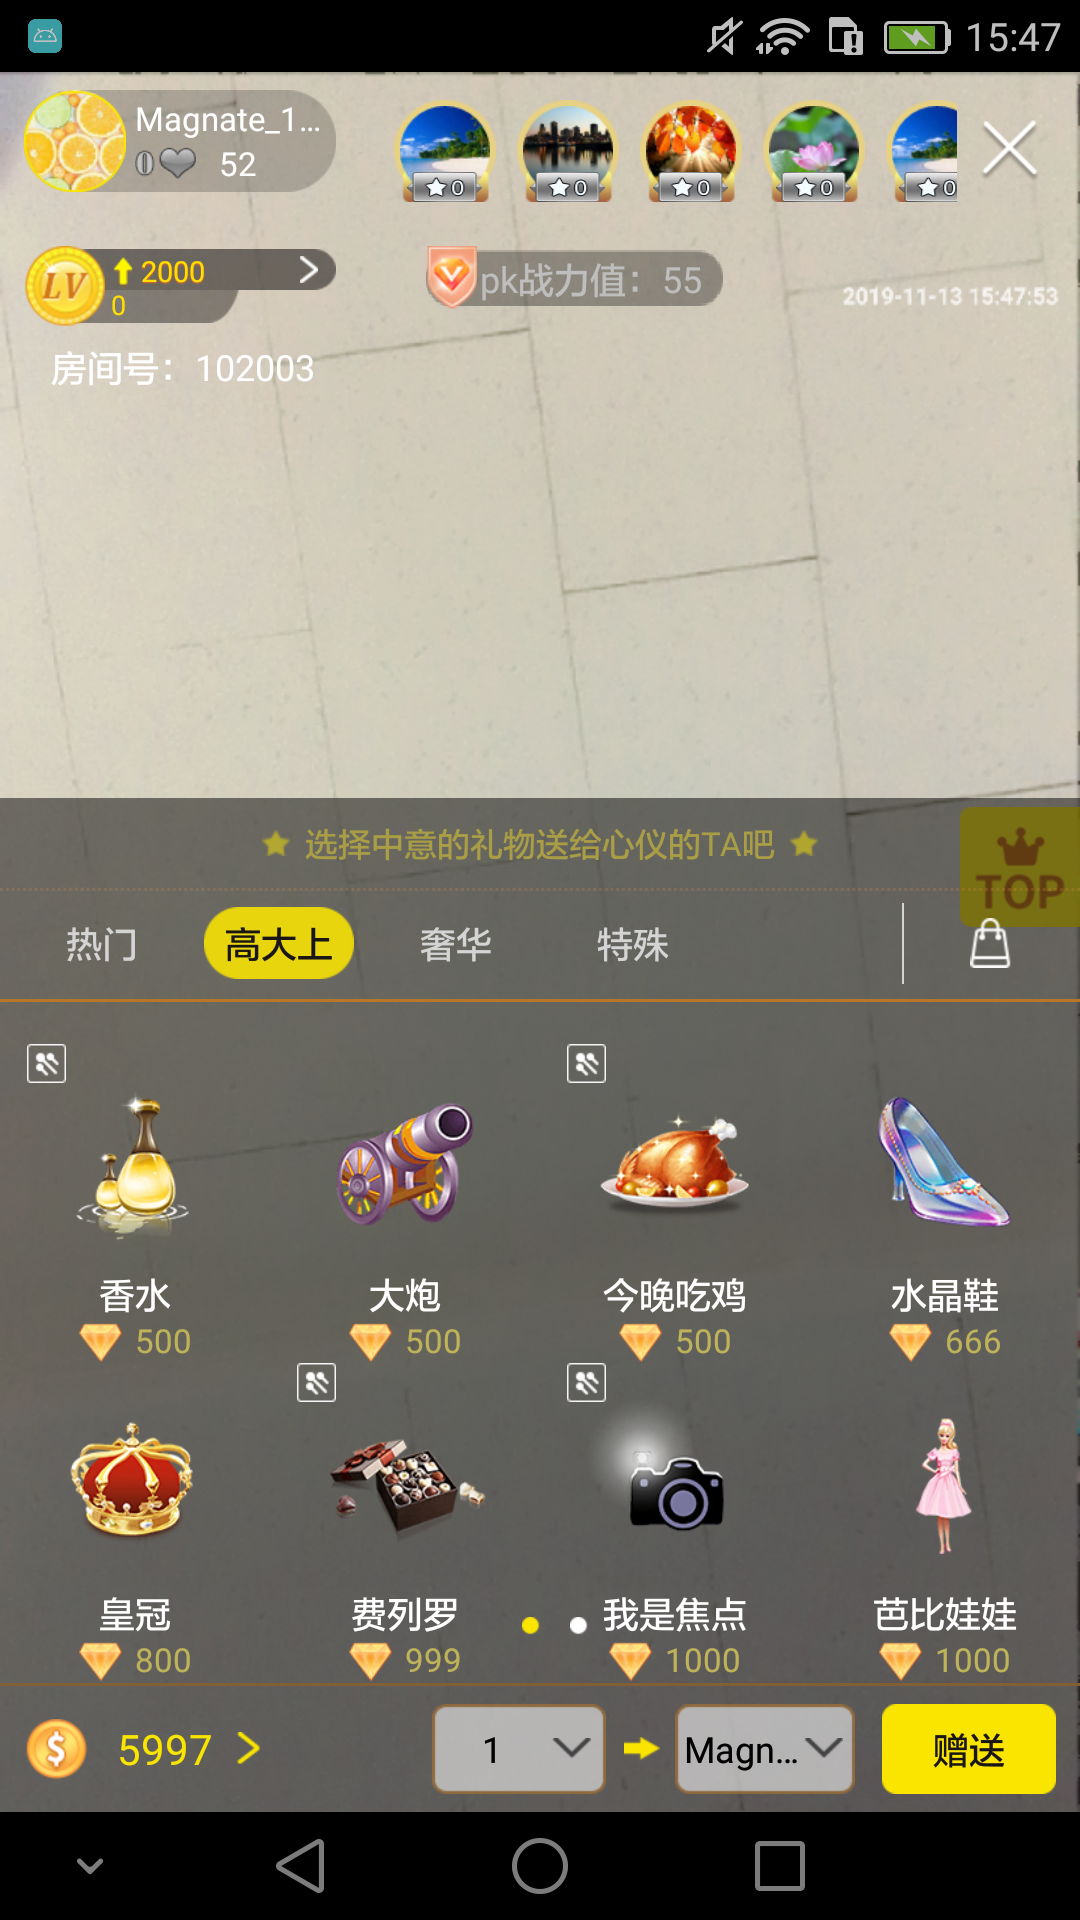 15:47
Magnate_1...
52
0
0
0
0
0
LV
2000
0
pk战力值：55
2019-11-13 15:47:53
房间号：102003
选择中意的礼物送给心仪的TA吧
TOP
热门
高大上
奢华
特殊
香水
大炮
今晚吃鸡
水晶鞋
500
500
500
666
皇冠
费列罗
我是焦点
芭比娃娃
800
999
1000
1000
$
5997
1
Magn...
赠送